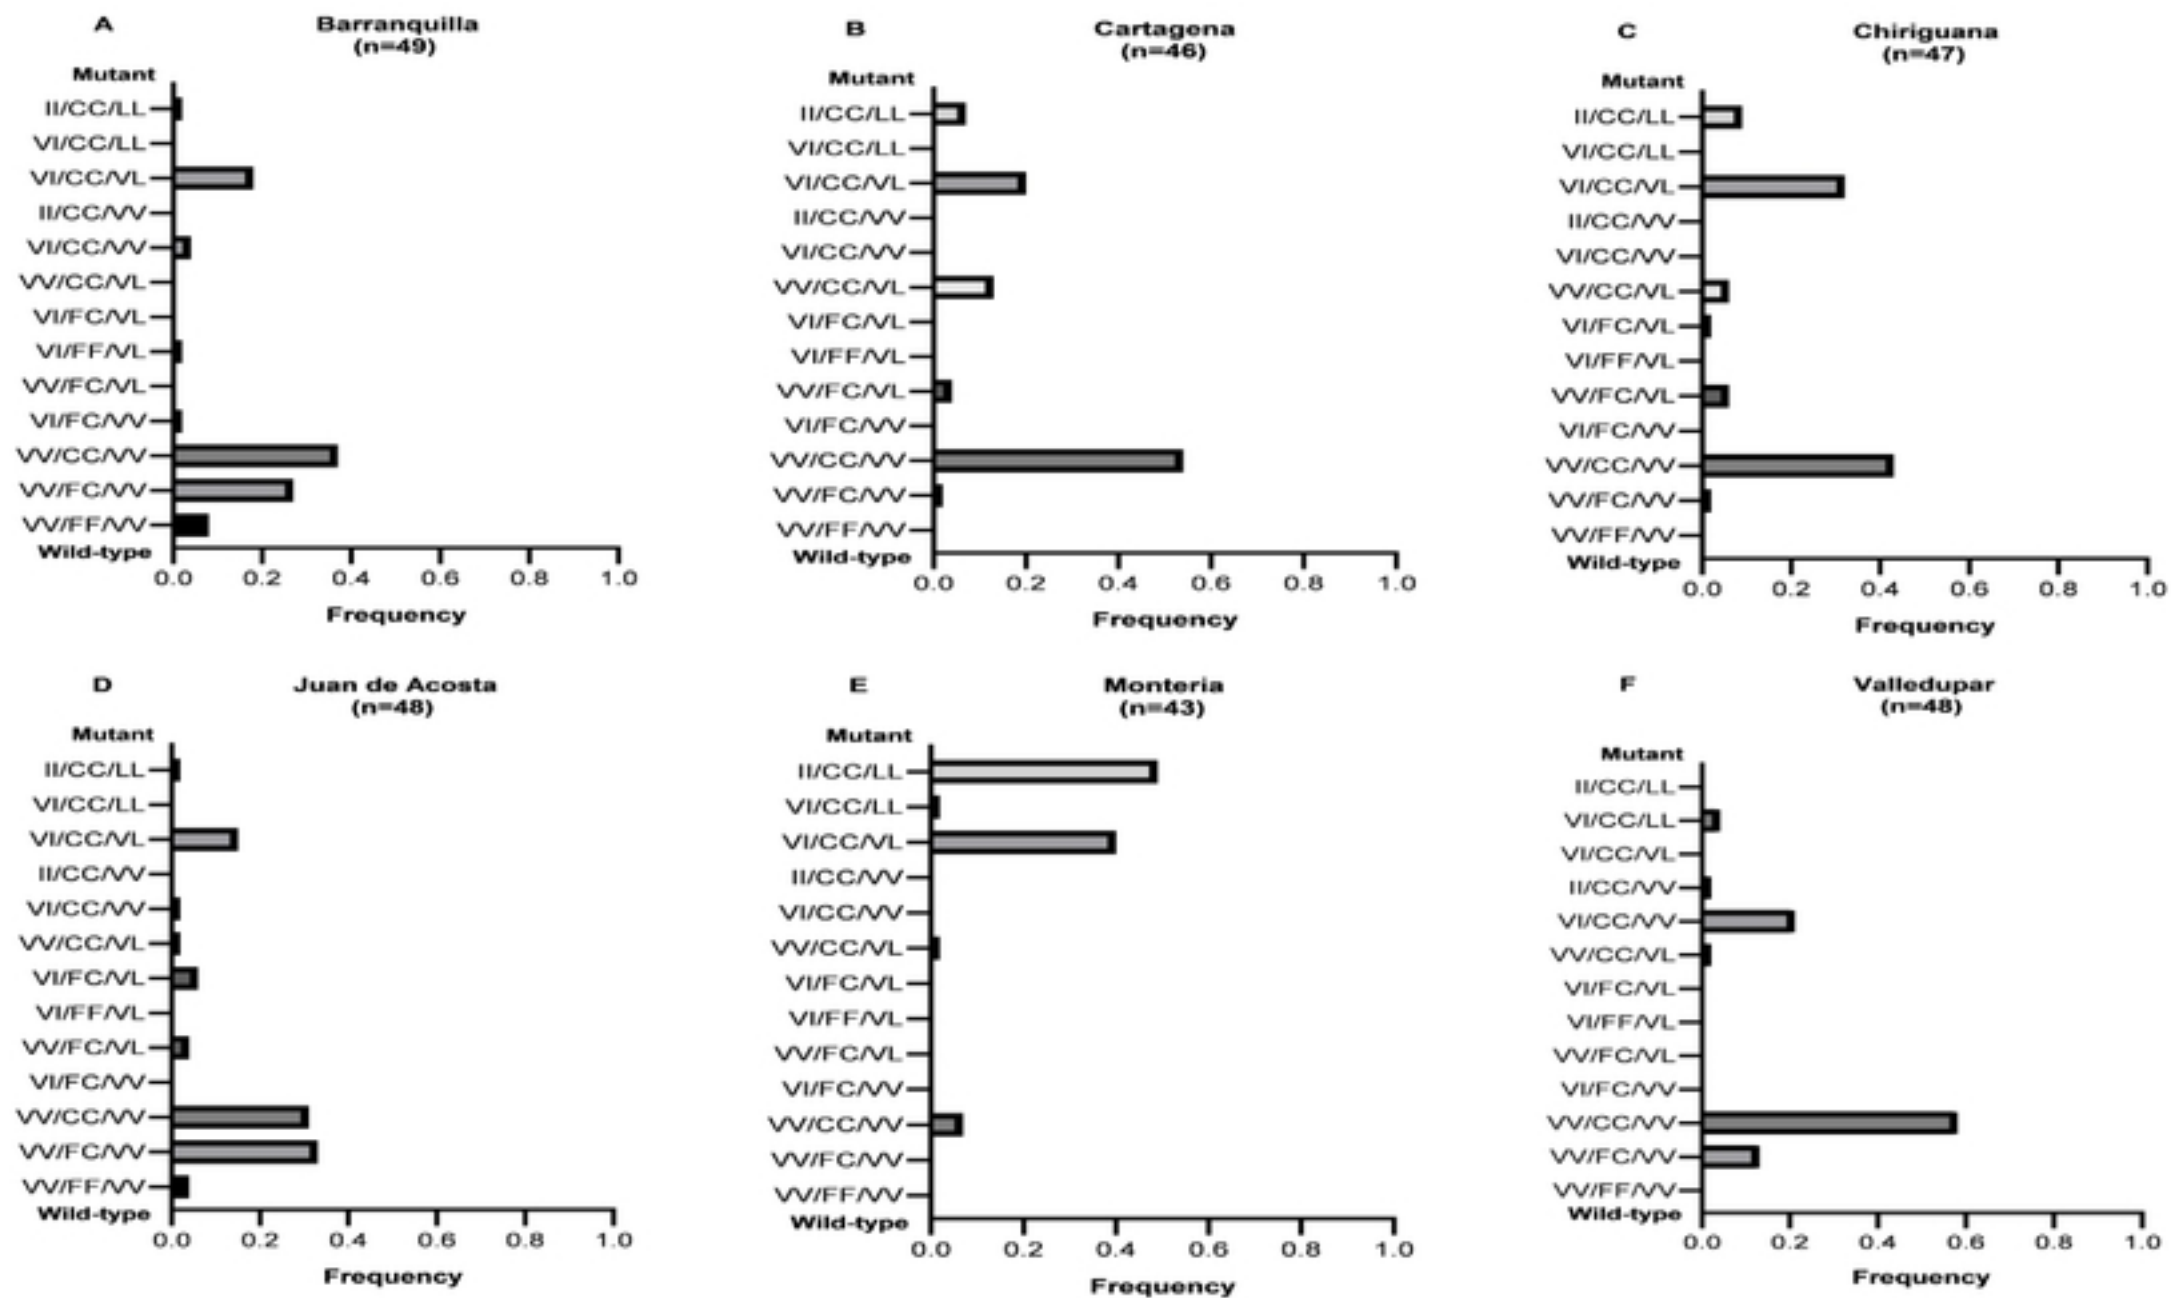 A Barranquilla
(n=49)
Mutant
II/CC/LL
VI/CC/LL
VI/CC/VL
II/CC/VV
VI/CC/VV
VV/CC/VL
VI/FC/VL
VI/FF/VL
VV/FC/VL
VI/FC/VV
VV/CC/VV
VV/FC/VV
VV/FF/VV
Wild-type
0.0 0.2 0.4 0.6 0.8 1.0
Frequency
B Cartagena
(n=46)
Mutant
II/CC/LL
VI/CC/LL
VI/CC/VL
II/CC/VV
VI/CC/VV
VV/CC/VL
VI/FC/VL
VI/FF/VL
VV/FC/VL
VI/FC/VV
VV/CC/VV
VV/FC/VV
VV/FF/VV
Wild-type
0.0 0.2 0.4 0.6 0.8 1.0
Frequency
C Chiriguana
(n=47)
Mutant
II/CC/LL
VI/CC/LL
VI/CC/VL
II/CC/VV
VI/CC/VV
VV/CC/VL
VI/FC/VL
VI/FF/VL
VV/FC/VL
VI/FC/VV
VV/CC/VV
VV/FC/VV
VV/FF/VV
Wild-type
0.0 0.2 0.4 0.6 0.8 1.0
Frequency
D Juan de Acosta
(n=48)
Mutant
II/CC/LL
VI/CC/LL
VI/CC/VL
II/CC/VV
VI/CC/VV
VV/CC/VL
VI/FC/VL
VI/FF/VL
VV/FC/VL
VI/FC/VV
VV/CC/VV
VV/FC/VV
VV/FF/VV
Wild-type
0.0 0.2 0.4 0.6 0.8 1.0
Frequency
E Monteria
(n=43)
Mutant
II/CC/LL
VI/CC/LL
VI/CC/VL
II/CC/VV
VI/CC/VV
VV/CC/VL
VI/FC/VL
VI/FF/VL
VV/FC/VL
VI/FC/VV
VV/CC/VV
VV/FC/VV
VV/FF/VV
Wild-type
0.0 0.2 0.4 0.6 0.8 1.0
Frequency
F Valledupar
(n=48)
Mutant
II/CC/LL
VI/CC/LL
VI/CC/VL
II/CC/VV
VI/CC/VV
VV/CC/VL
VI/FC/VL
VI/FF/VL
VV/FC/VL
VI/FC/VV
VV/CC/VV
VV/FC/VV
VV/FF/VV
Wild-type
0.0 0.2 0.4 0.6 0.8 1.0
Frequency